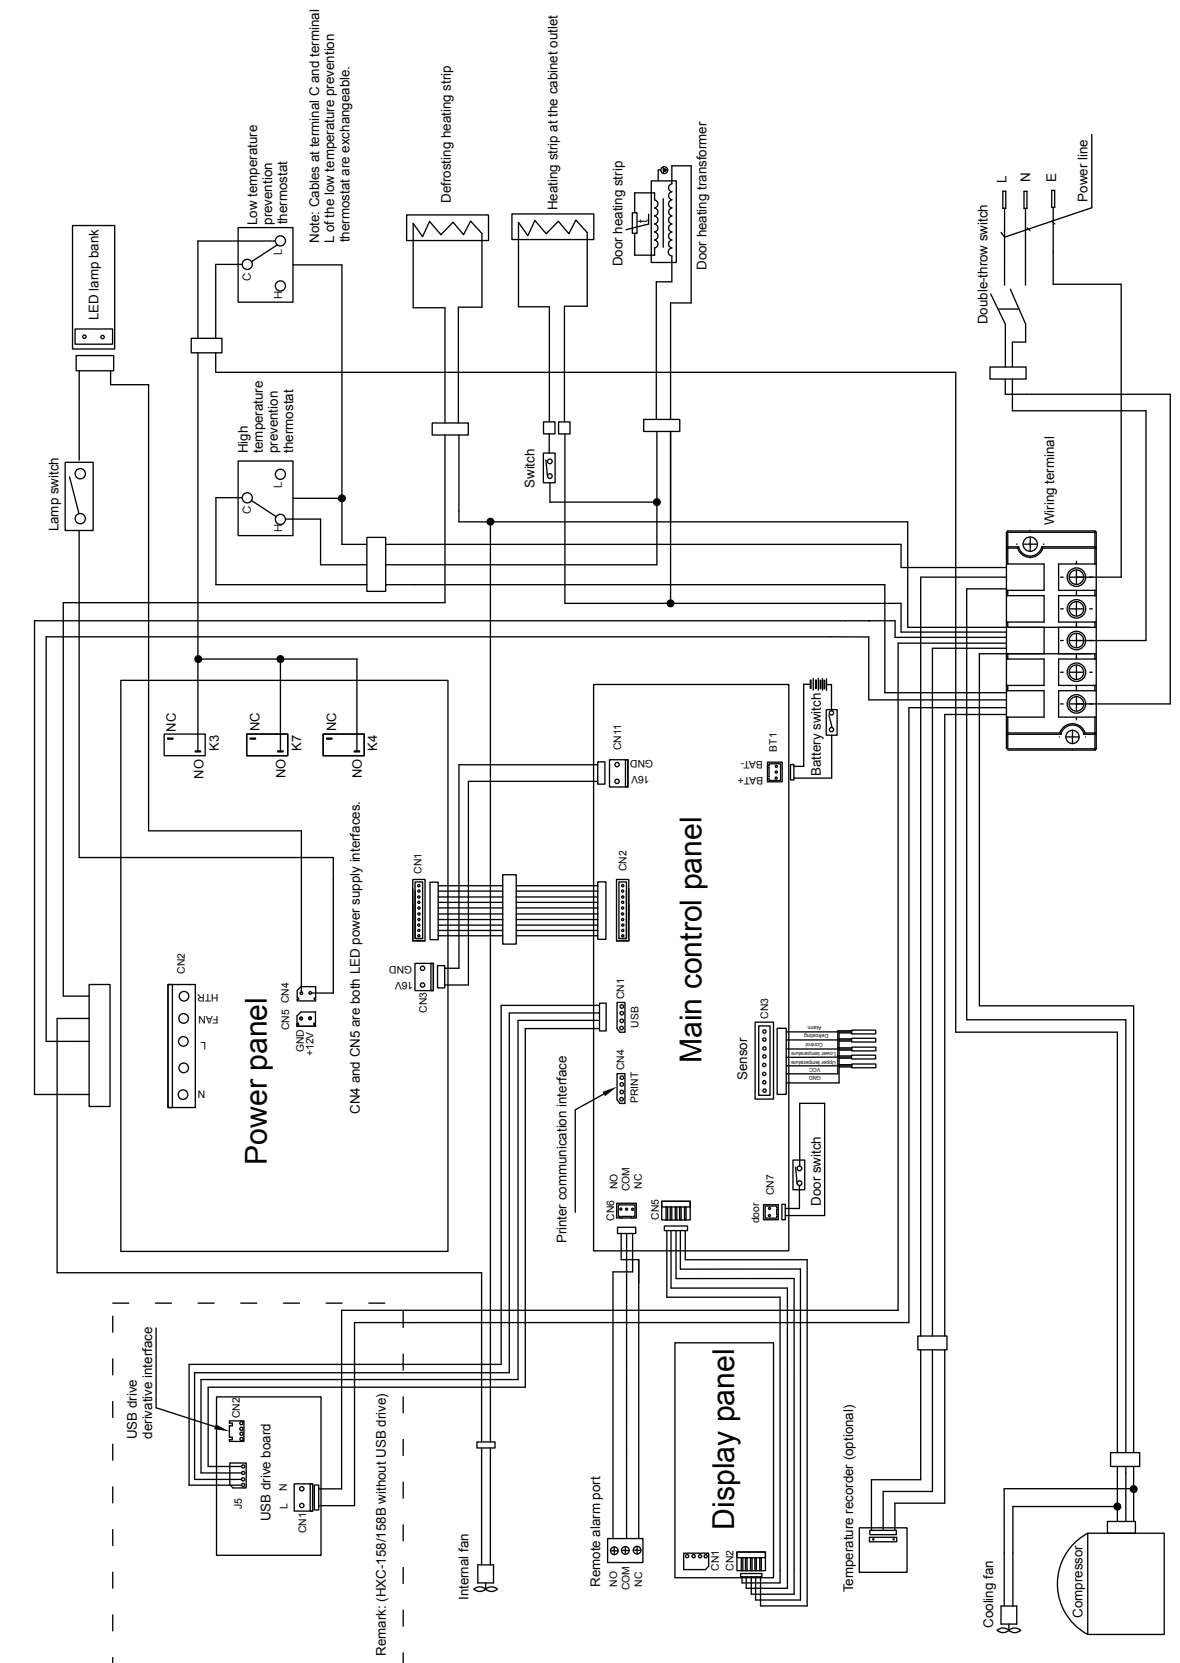 LED lamp bank
Lamp switch
Low temperature
prevention
thermostat
Note: Cables at terminal C and terminal
L of the low temperature prevention
thermostat are exchangeable.
C
L
H
High
temperature
prevention
thermostat
C
L
H
Defrosting heating strip
Heating strip at the cabinet outlet
Switch
Door heating strip
t
Door heating transformer
Double-throw switch
L
N
E
Power line
Wiring terminal
Power panel
NC
NO
K3
NC
NO
K7
NC
NO
K4
CN4 and CN5 are both LED power supply interfaces.
CN2
HTR
FAN
L
N
CN4
CN5
GND
+12V
CN1
GND
16V
CN3
Main control panel
CN11
GND
16V
CN2
BT1
BAT-
BAT+
Battery switch
CN1
USB
CN4
PRINT
Printer communication interface
CN3
Sensor
Alarm
Defrosting
Control
Lower temperature
Upper temperature
VCC
GND
NO
COM
NC
CN6
CN5
CN7
door
Door switch
USB drive
derivative interface
CN2
J5
USB drive board
N
L
CN1
Remark: (HXC-158/158B without USB drive)
Internal fan
Remote alarm port
NO
COM
NC
Display panel
CN1
CN2
Temperature recorder (optional)
Cooling fan
Compressor